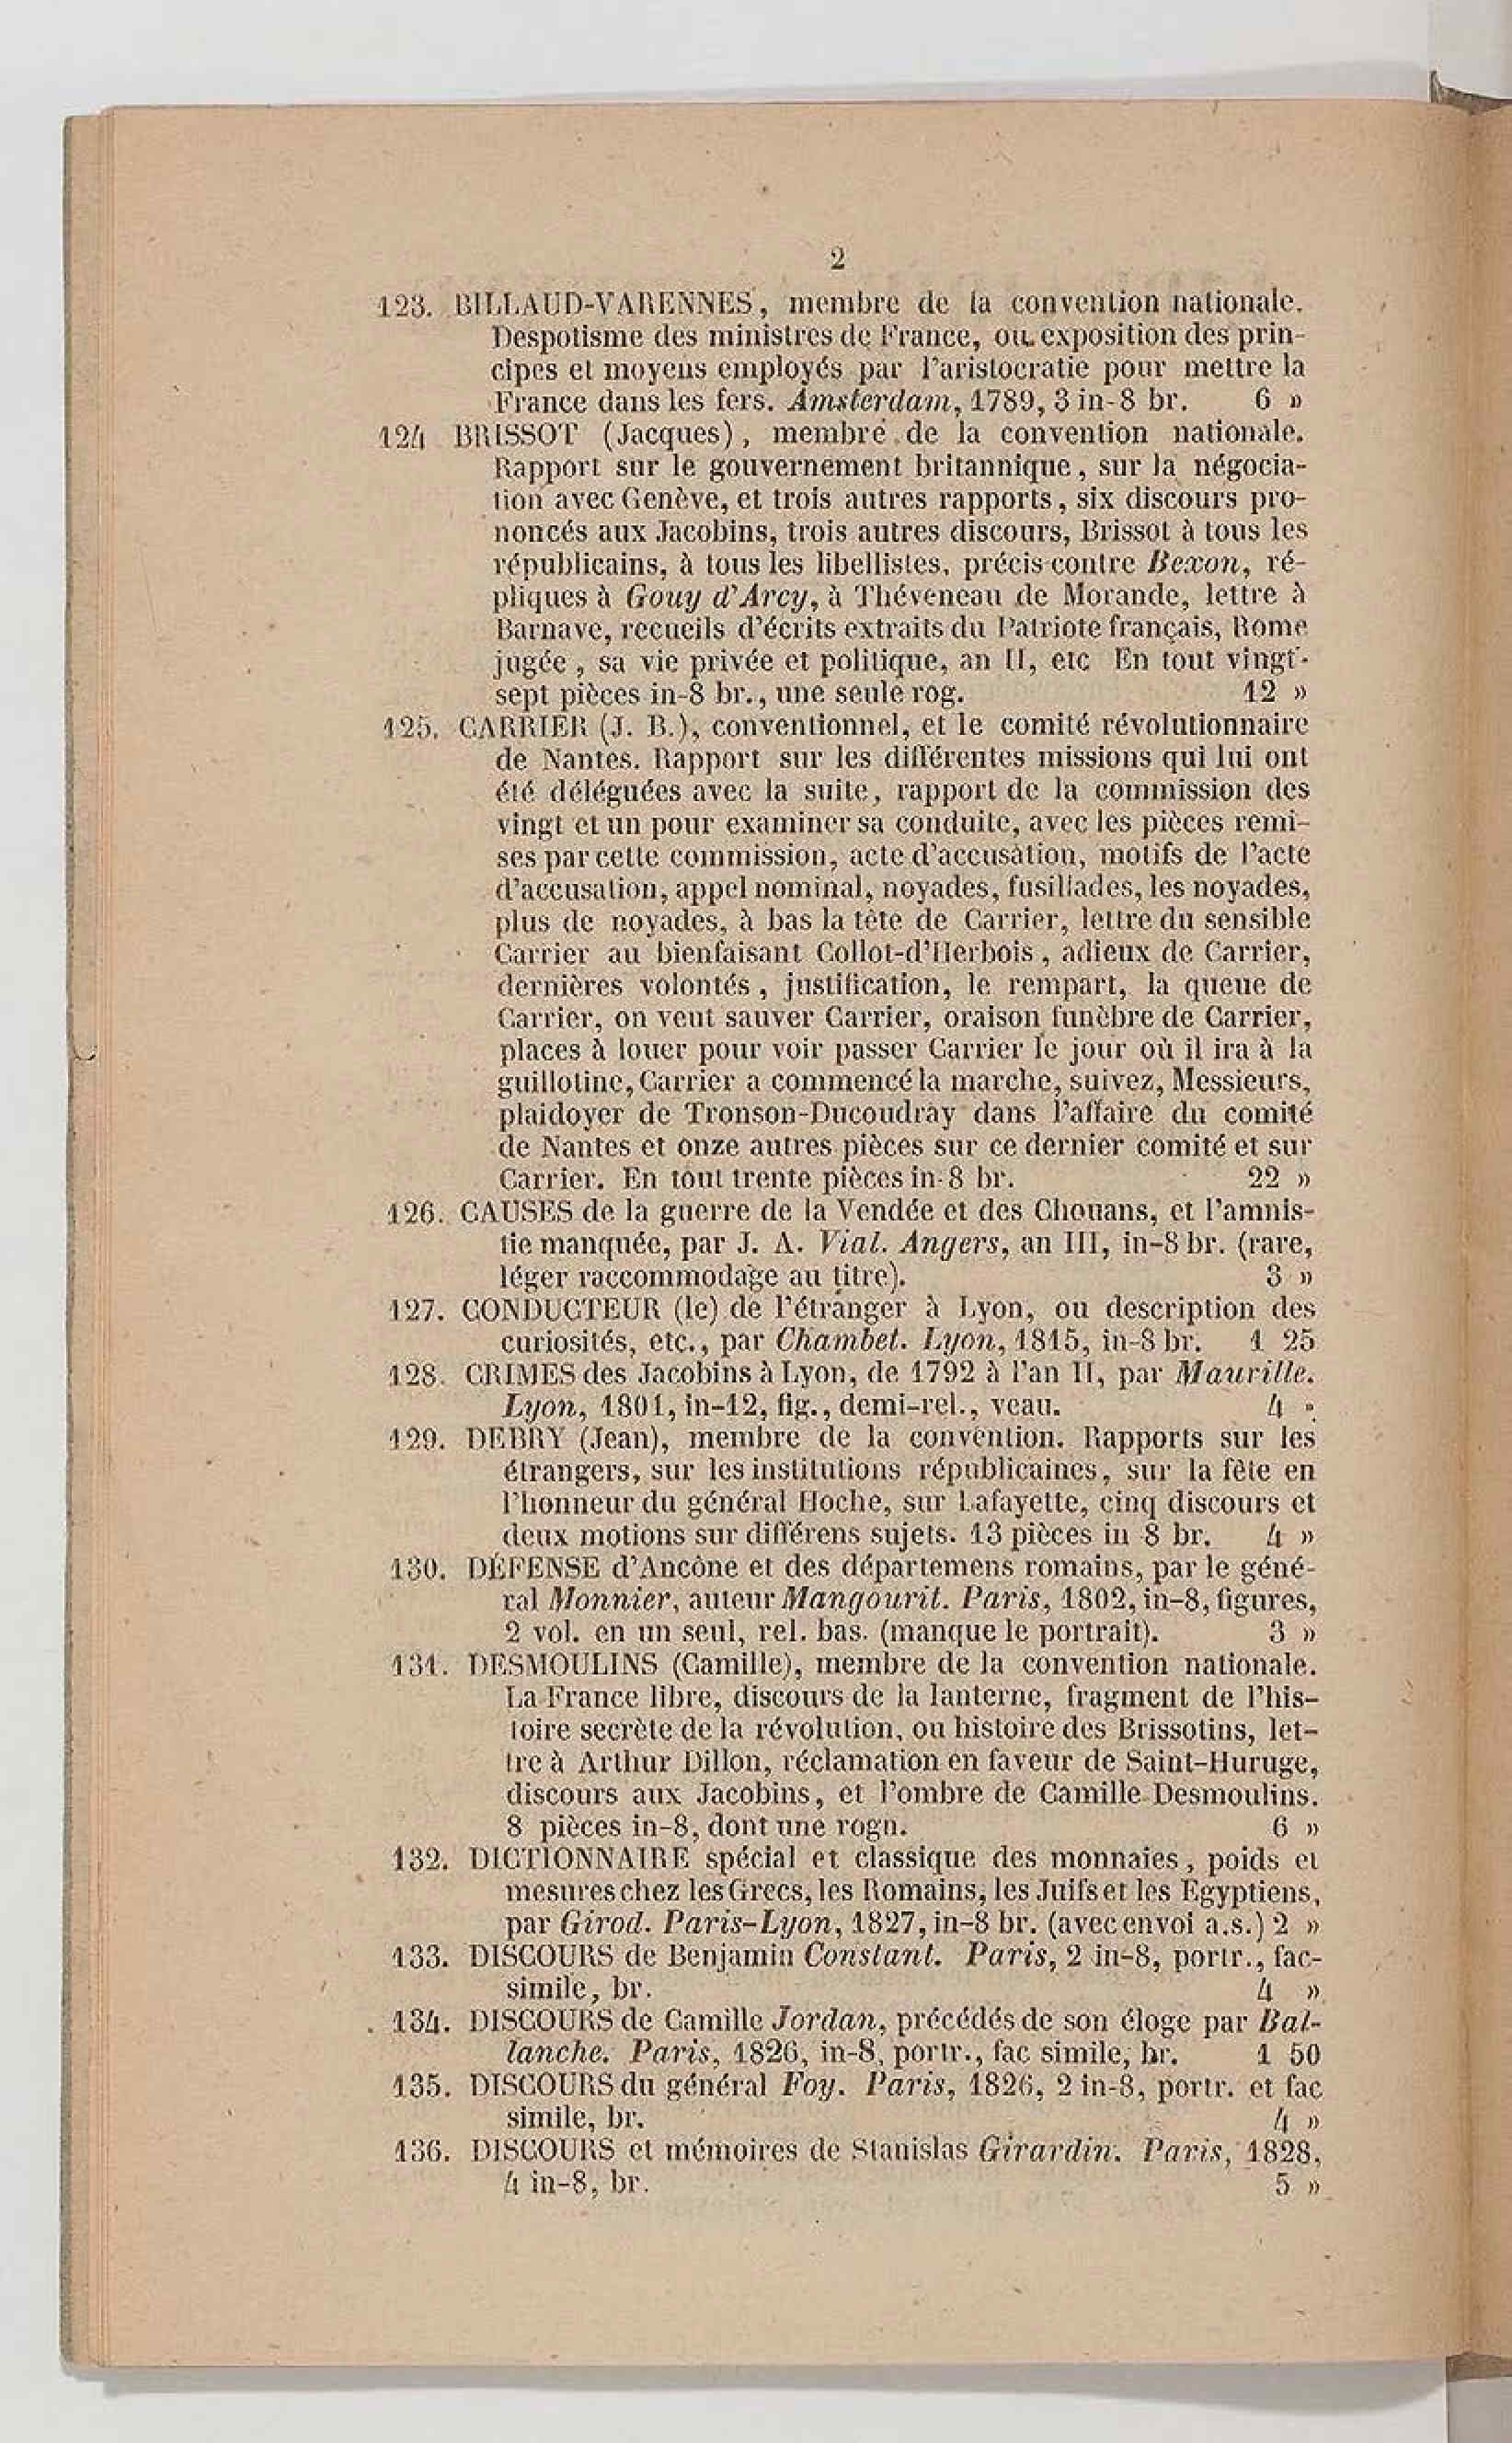 2
123. BILLAUD-VARENNES, membre de la convention nationale.
Despotisme des ministres de France, ou exposition des prin-
cipes et moyens employés par l'aristocratie pour mettre la
France dans les fers. Amsterdam, 1789, 3 in-8 br. 6 »
124 BRISSOT (Jacques), membre de la convention nationale.
Rapport sur le gouvernement britannique, sur la négocia-
tion avec Genève, et trois autres rapports, six discours pro-
noncés aux Jacobins, trois autres discours, Brissot à tous les
républicains, à tous les libellistes, précis contre Bexon, ré-
pliques à Gouy d'Arcy, à Théveneau de Morande, lettre à
Barnave, recueils d'écrits extraits du Patriote français, Rome
jugée, sa vie privée et politique, an II, etc En tout vingt-
sept pièces in-8 br., une seule rog. 12 »
125. CARRIER (J. B.), conventionnel, et le comité révolutionnaire
de Nantes. Rapport sur les différentes missions qui lui ont
été déléguées avec la suite, rapport de la commission des
vingt et un pour examiner sa conduite, avec les pièces remi-
ses par cette commission, acte d'accusation, motifs de l'acte
d'accusation, appel nominal, noyades, fusillades, les noyades,
plus de noyades, à bas la tête de Carrier, lettre du sensible
Carrier au bienfaisant Collot-d'Herbois, adieux de Carrier,
dernières volontés, justification, le rempart, la queue de
Carrier, on veut sauver Carrier, oraison funèbre de Carrier,
places à louer pour voir passer Carrier le jour où il ira à la
guillotine, Carrier a commencé la marche, suivez, Messieurs,
plaidoyer de Tronson-Ducoudray dans l'affaire du comité
de Nantes et onze autres pièces sur ce dernier comité et sur
Carrier. En tout trente pièces in-8 br. 22 »
126. CAUSES de la guerre de la Vendée et des Chouans, et l'amnis-
tie manquée, par J. A. Vial. Angers, an III, in-8 br. (rare,
léger raccommodage au titre). 3 »
127. CONDUCTEUR (le) de l'étranger à Lyon, ou description des
curiosités, etc., par Chambet. Lyon, 1815, in-8 br. 1 25
128. CRIMES des Jacobins à Lyon, de 1792 à l'an II, par Maurille.
Lyon, 1801, in-12, fig., demi-rel., veau. 4 »
129. DEBRY (Jean), membre de la convention. Rapports sur les
étrangers, sur les institutions républicaines, sur la fête en
l'honneur du général Hoche, sur Lafayette, cinq discours et
deux motions sur différens sujets. 13 pièces in 8 br. 4 »
130. DÉFENSE d'Ancône et des départemens romains, par le géné-
ral Monnier, auteur Mangourit. Paris, 1802, in-8, figures,
2 vol. en un seul, rel. bas. (manque le portrait). 3 »
131. DESMOULINS (Camille), membre de la convention nationale.
La France libre, discours de la lanterne, fragment de l'his-
toire secrète de la révolution, ou histoire des Brissotins, let-
tre à Arthur Dillon, réclamation en faveur de Saint-Huruge,
discours aux Jacobins, et l'ombre de Camille Desmoulins.
8 pièces in-8, dont une rogn. 6 »
132. DICTIONNAIRE spécial et classique des monnaies, poids et
mesures chez les Grecs, les Romains, les Juifs et les Egyptiens,
par Girod. Paris-Lyon, 1827, in-8 br. (avec envoi a.s.) 2 »
133. DISCOURS de Benjamin Constant. Paris, 2 in-8, portr., fac-
simile, br. 4 »
134. DISCOURS de Camille Jordan, précédés de son éloge par Bal-
lanche. Paris, 1826, in-8, portr., fac simile, br. 1 50
135. DISCOURS du général Foy. Paris, 1826, 2 in-8, portr. et fac
simile, br. 4 »
136. DISCOURS et mémoires de Stanislas Girardin. Paris, 1828,
4 in-8, br. 5 »